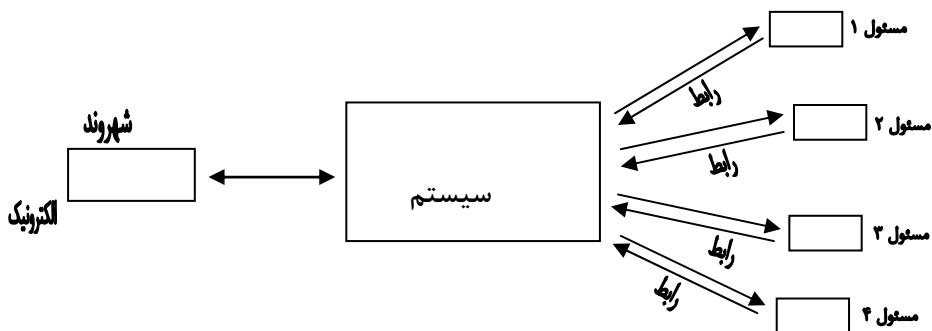 مسئول ۱
رابط
شهروند
مسئول ۲
رابط
سیستم
الکترونیک
مسئول ۳
رابط
رابط
مسئول ۴